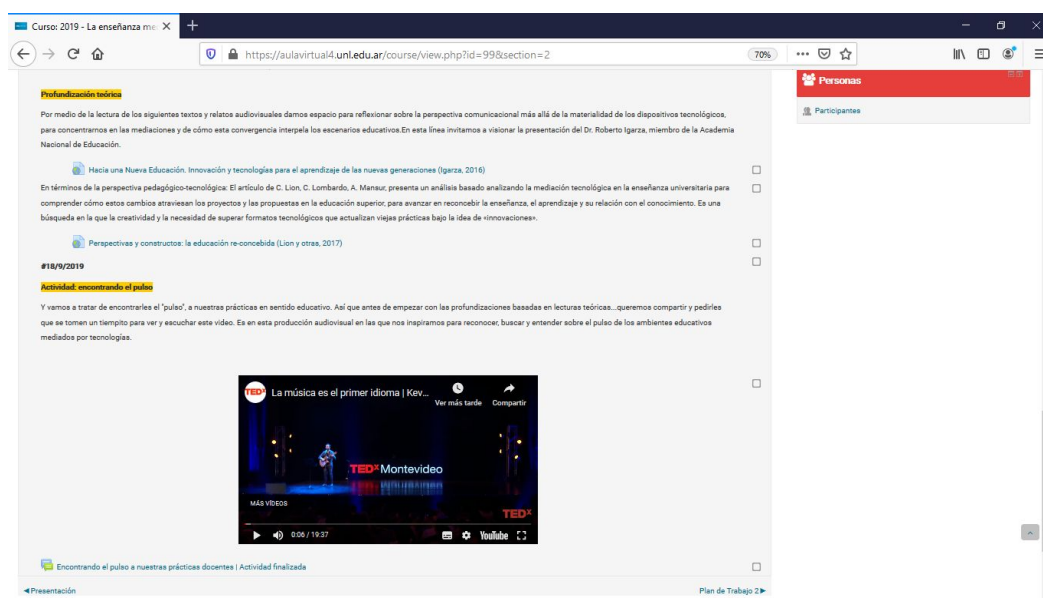 Curso: 2019 - La enseñanza me
https://aulavirtual4.unl.edu.ar/course/view.php?id=99&section=2
70%
Profundización teórica
Por medio de la lectura de los siguientes textos y relatos audiovisuales damos espacio para reflexionar sobre la perspectiva comunicacional más allá de la materialidad de los dispositivos tecnológicos,
para concentrarnos en las mediaciones y de cómo esta convergencia interpela los escenarios educativos.En esta línea invitamos a visionar la presentación del Dr. Roberto Igarza, miembro de la Academia
Nacional de Educación.
Hacia una Nueva Educación. Innovación y tecnologías para el aprendizaje de las nuevas generaciones (Igarza, 2016)
En términos de la perspectiva pedagógico-tecnológica: El artículo de C. Lion, C. Lombardo, A. Mansur, presenta un análisis basado analizando la mediación tecnológica en la enseñanza universitaria para
comprender cómo estos cambios atraviesan los proyectos y las propuestas en la educación superior, para avanzar en reconcebir la enseñanza, el aprendizaje y su relación con el conocimiento. Es una
búsqueda en la que la creatividad y la necesidad de superar formatos tecnológicos que actualizan viejas prácticas bajo la idea de «innovaciones».
Perspectivas y constructos: la educación re-concebida (Lion y otras, 2017)
#18/9/2019
Actividad: encontrando el pulso
Y vamos a tratar de encontrarles el "pulso", a nuestras prácticas en sentido educativo. Así que antes de empezar con las profundizaciones basadas en lecturas teóricas...queremos compartir y pedirles
que se tomen un tiempito para ver y escuchar este video. Es en esta producción audiovisual en las que nos inspiramos para reconocer, buscar y entender sobre el pulso de los ambientes educativos
mediados por tecnologías.
TEDx La música es el primer idioma | Kev...
Ver más tarde Compartir
TEDx Montevideo
MÁS VÍDEOS
TEDx
0:06 / 19:37 YouTube
Encontrando el pulso a nuestras prácticas docentes | Actividad finalizada
◄Presentación
Plan de Trabajo 2►
Personas
Participantes